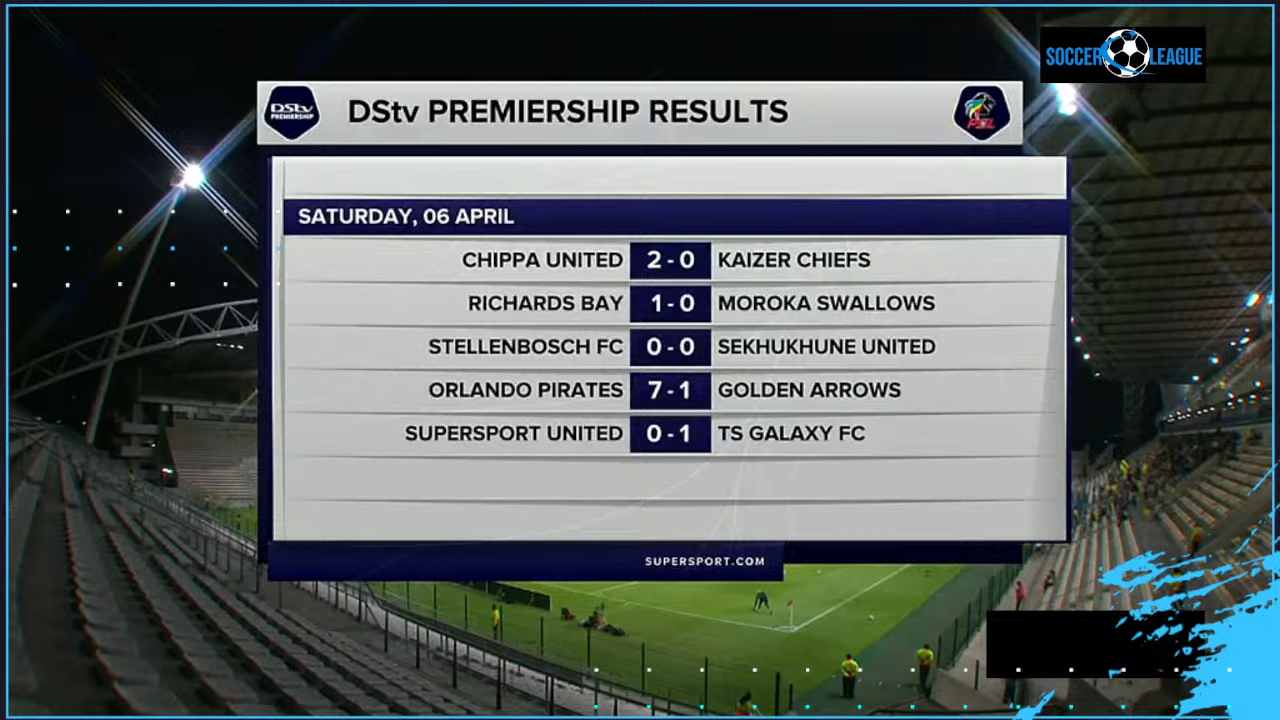 SOCCER LEAGUE
DStv PREMIERSHIP
DStv PREMIERSHIP RESULTS
PSL
SATURDAY, 06 APRIL
CHIPPA UNITED 2 - 0 KAIZER CHIEFS
RICHARDS BAY 1 - 0 MOROKA SWALLOWS
STELLENBOSCH FC 0 - 0 SEKHUKHUNE UNITED
ORLANDO PIRATES 7 - 1 GOLDEN ARROWS
SUPERSPORT UNITED 0 - 1 TS GALAXY FC
SUPERSPORT.COM